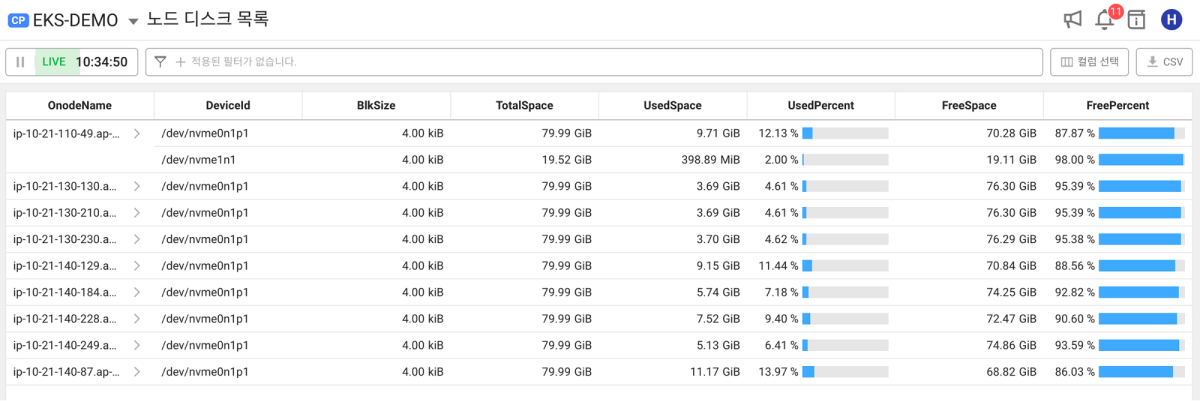 CP EKS-DEMO 노드 디스크 목록 11 H
LIVE 10:34:50 적용된 필터가 없습니다. 컬럼 선택 CSV
OnodeName DeviceId BlkSize TotalSpace UsedSpace UsedPercent FreeSpace FreePercent
ip-10-21-110-49.ap-... /dev/nvme0n1p1 4.00 kiB 79.99 GiB 9.71 GiB 12.13 % 70.28 GiB 87.87 %
/dev/nvme1n1 4.00 kiB 19.52 GiB 398.89 MiB 2.00 % 19.11 GiB 98.00 %
ip-10-21-130-130.a... /dev/nvme0n1p1 4.00 kiB 79.99 GiB 3.69 GiB 4.61 % 76.30 GiB 95.39 %
ip-10-21-130-210.a... /dev/nvme0n1p1 4.00 kiB 79.99 GiB 3.69 GiB 4.61 % 76.30 GiB 95.39 %
ip-10-21-130-230.a... /dev/nvme0n1p1 4.00 kiB 79.99 GiB 3.70 GiB 4.62 % 76.29 GiB 95.38 %
ip-10-21-140-129.a... /dev/nvme0n1p1 4.00 kiB 79.99 GiB 9.15 GiB 11.44 % 70.84 GiB 88.56 %
ip-10-21-140-184.a... /dev/nvme0n1p1 4.00 kiB 79.99 GiB 5.74 GiB 7.18 % 74.25 GiB 92.82 %
ip-10-21-140-228.a... /dev/nvme0n1p1 4.00 kiB 79.99 GiB 7.52 GiB 9.40 % 72.47 GiB 90.60 %
ip-10-21-140-249.a... /dev/nvme0n1p1 4.00 kiB 79.99 GiB 5.13 GiB 6.41 % 74.86 GiB 93.59 %
ip-10-21-140-87.ap-... /dev/nvme0n1p1 4.00 kiB 79.99 GiB 11.17 GiB 13.97 % 68.82 GiB 86.03 %